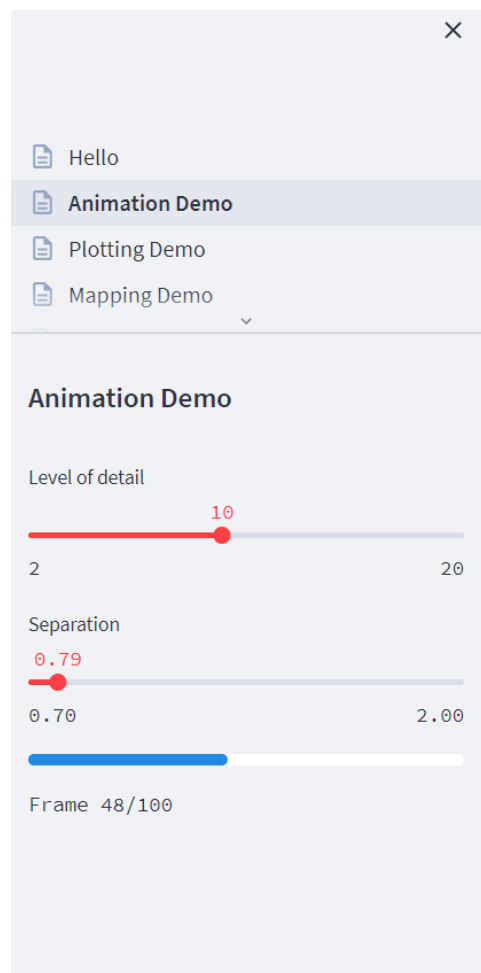 Hello
Animation Demo
Plotting Demo
Mapping Demo
Animation Demo
Level of detail
10
2 20
Separation
0.79
0.70 2.00
Frame 48/100